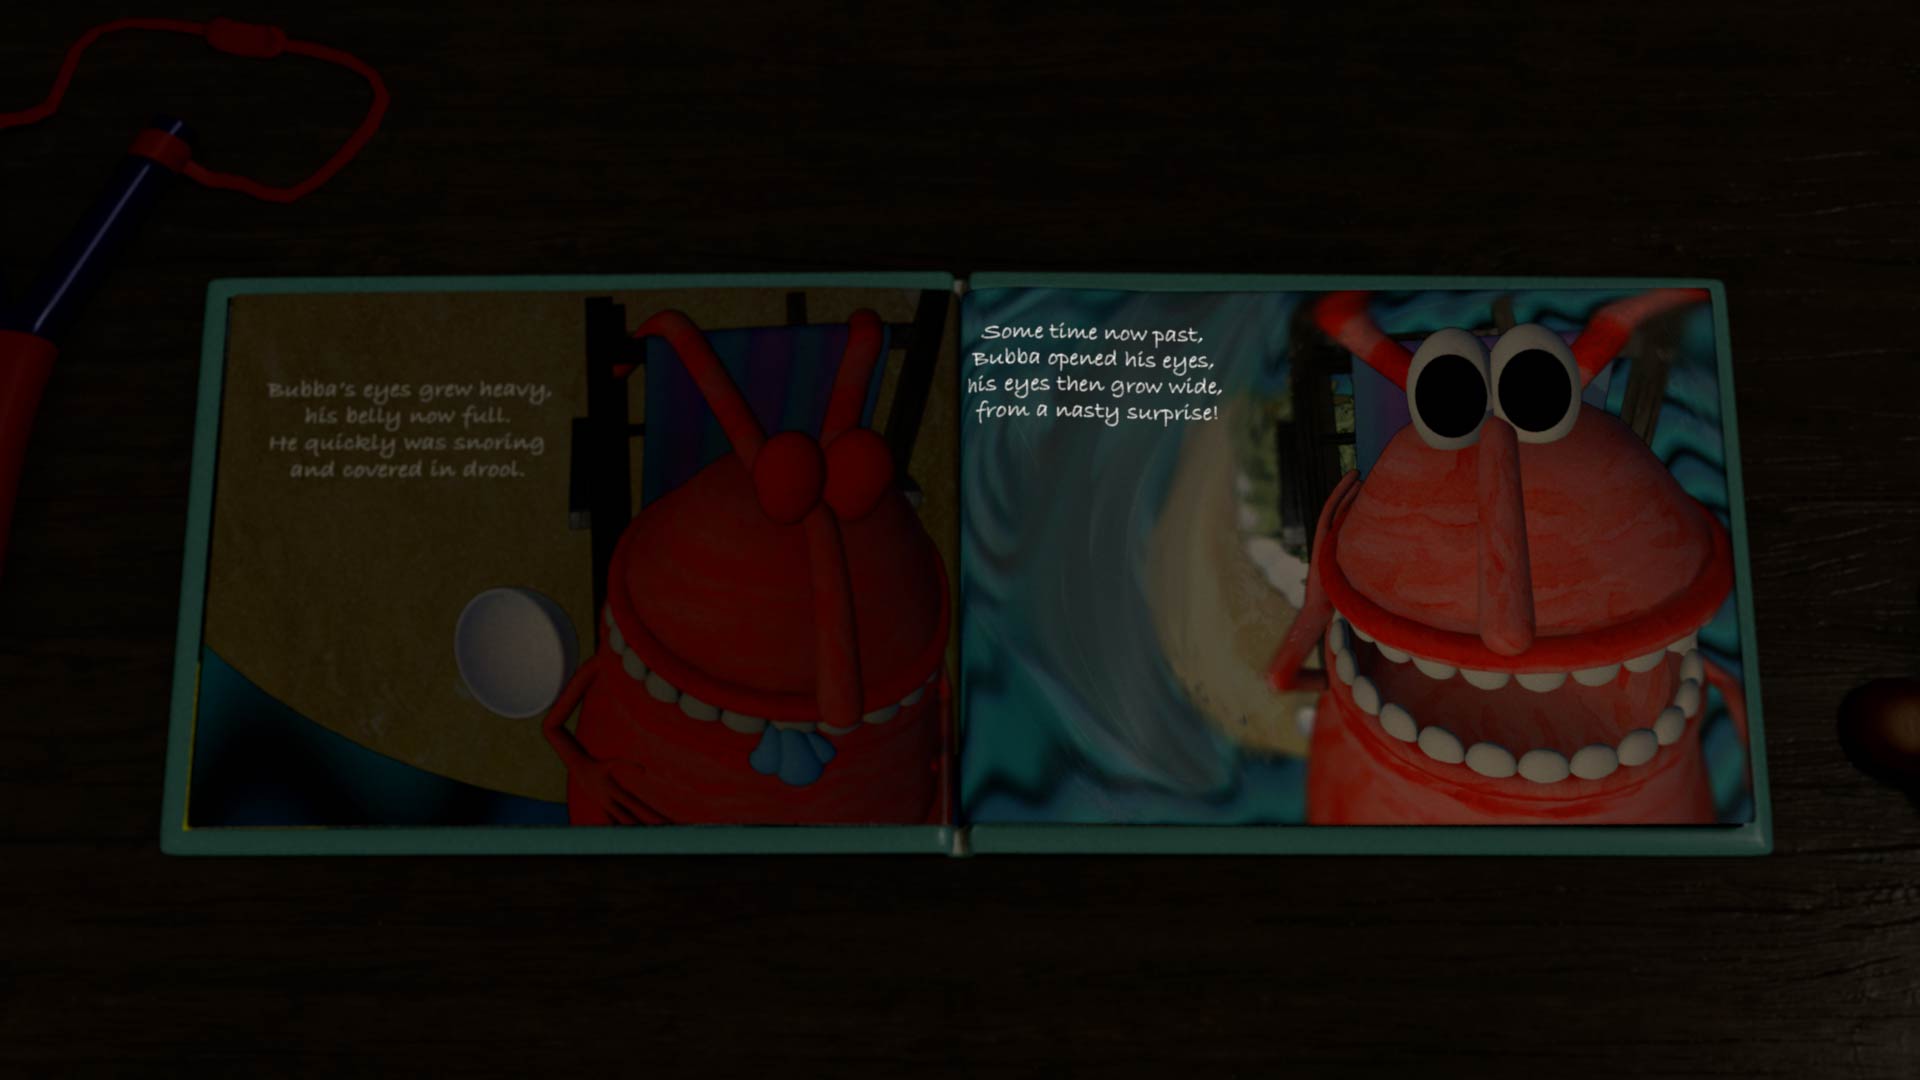 Bubba's eyes grew heavy,
his belly now full.
He quickly was snoring
and covered in drool.
Some time now past,
Bubba opened his eyes,
his eyes then grow wide,
from a nasty surprise!